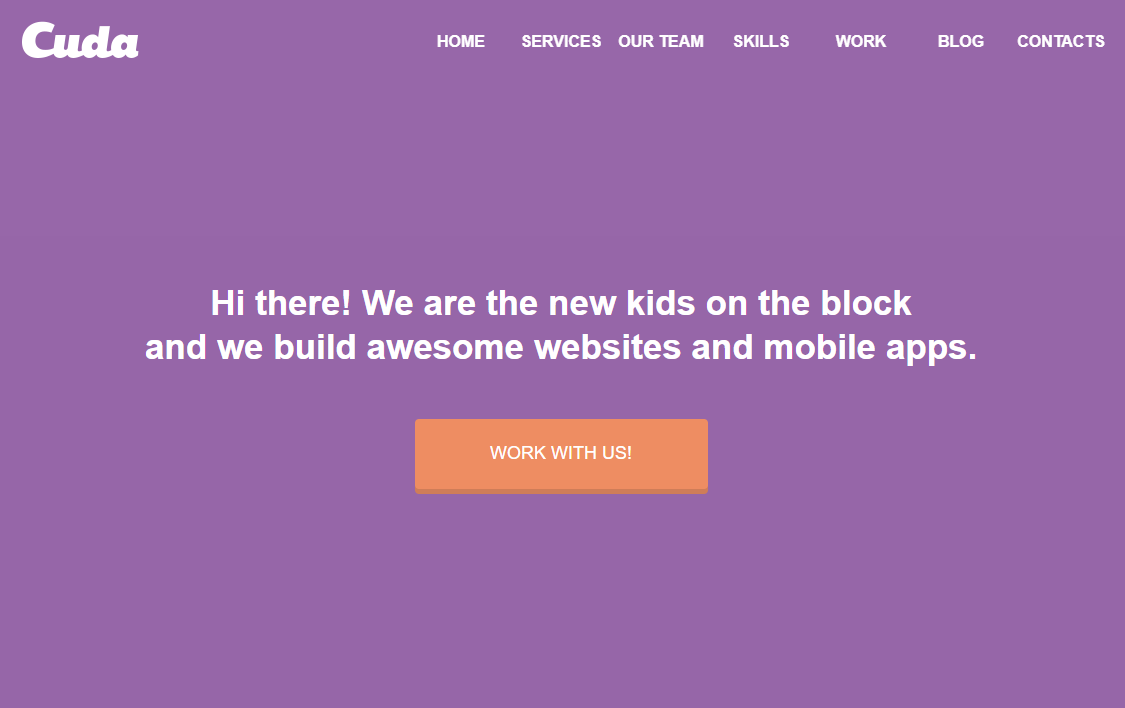 Cuda
HOME SERVICES OUR TEAM SKILLS WORK BLOG CONTACTS
Hi there! We are the new kids on the block
and we build awesome websites and mobile apps.
WORK WITH US!